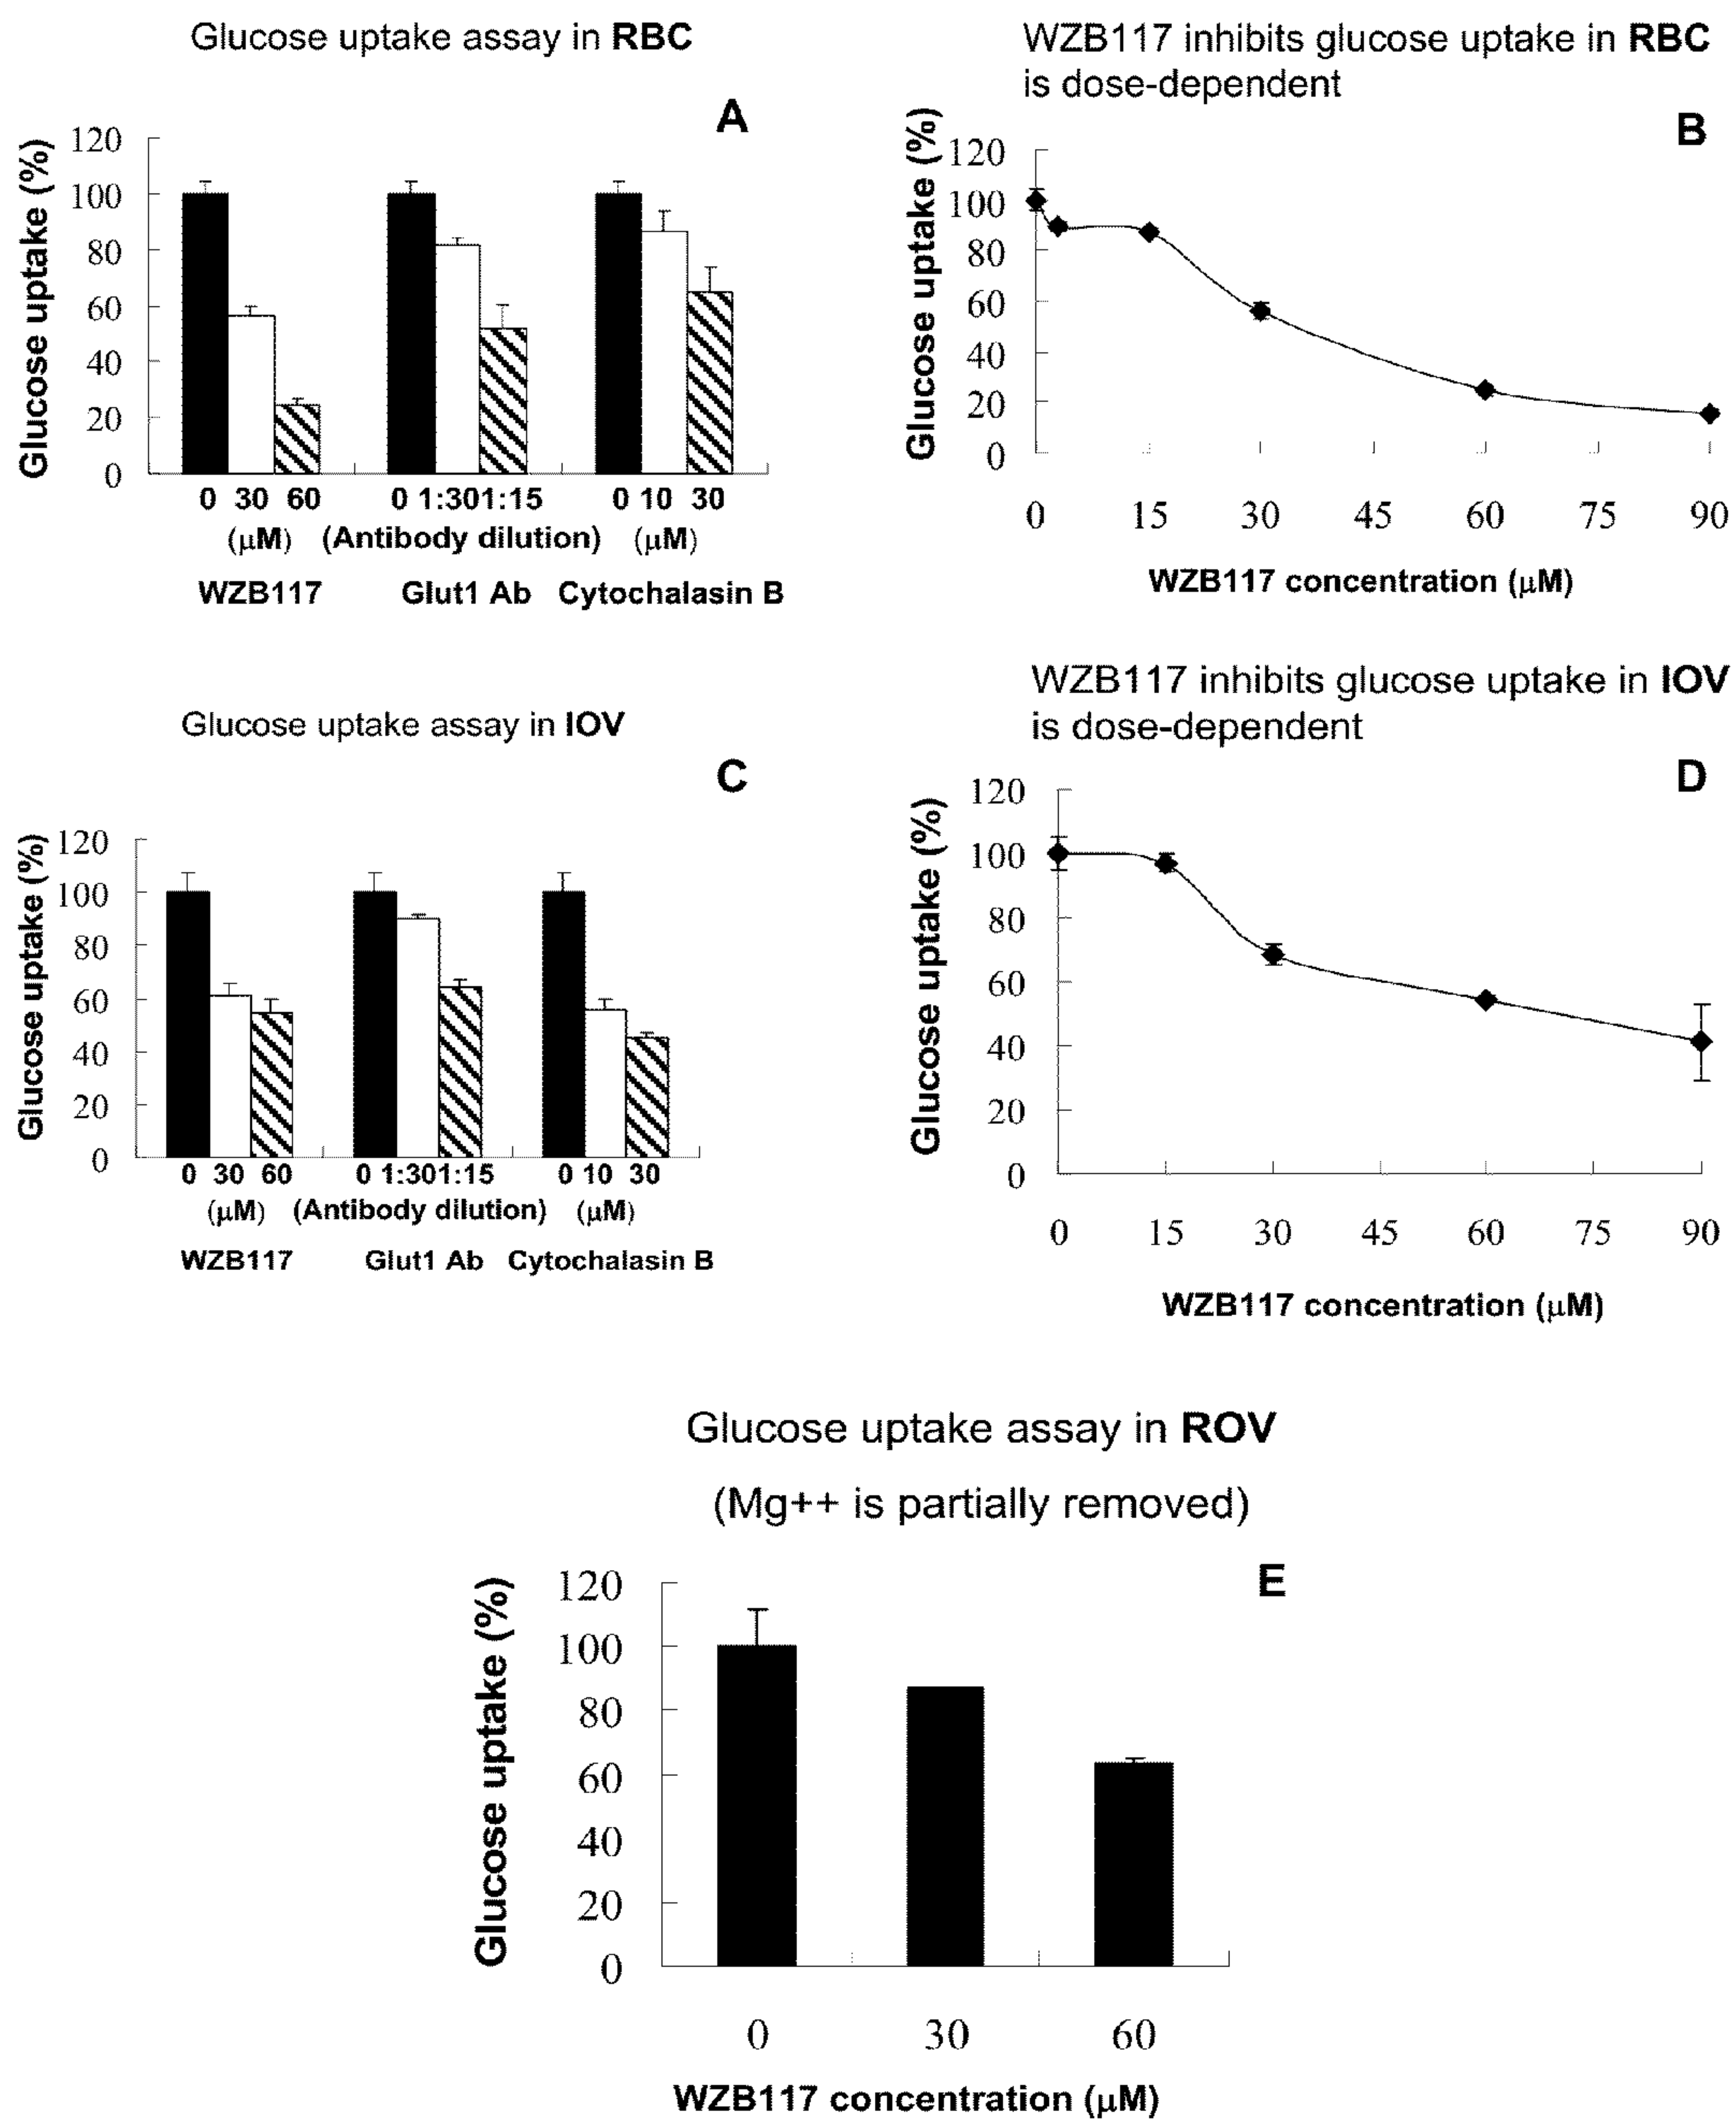 Glucose uptake assay in RBC
A
Glucose uptake (%)
120
100
80
60
40
20
0
0 30 60 0 1:30 1:15 0 10 30
(μM) (Antibody dilution) (μM)
WZB117 Glut1 Ab Cytochalasin B
WZB117 inhibits glucose uptake in RBC
is dose-dependent
B
Glucose uptake (%)
120
100
80
60
40
20
0
0 15 30 45 60 75 90
WZB117 concentration (μM)
Glucose uptake assay in IOV
C
Glucose uptake (%)
120
100
80
60
40
20
0
0 30 60 0 1:30 1:15 0 10 30
(μM) (Antibody dilution) (μM)
WZB117 Glut1 Ab Cytochalasin B
WZB117 inhibits glucose uptake in IOV
is dose-dependent
D
Glucose uptake (%)
120
100
80
60
40
20
0
0 15 30 45 60 75 90
WZB117 concentration (μM)
Glucose uptake assay in ROV
(Mg++ is partially removed)
E
Glucose uptake (%)
120
100
80
60
40
20
0
0 30 60
WZB117 concentration (μM)